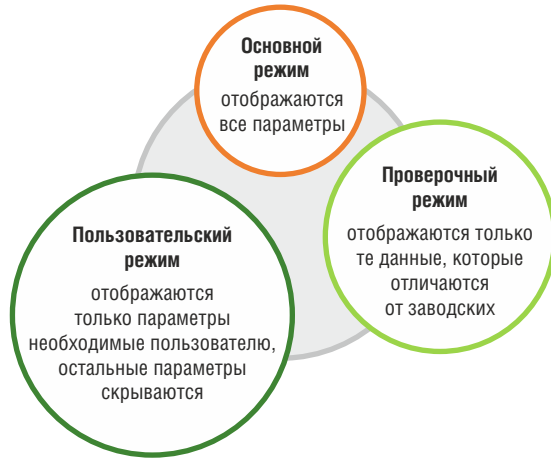 Основной
режим
отображаются
все параметры
Проверочный
режим
отображаются только
те данные, которые
отличаются
от заводских
Пользовательский
режим
отображаются
только параметры
необходимые пользователю,
остальные параметры
скрываются